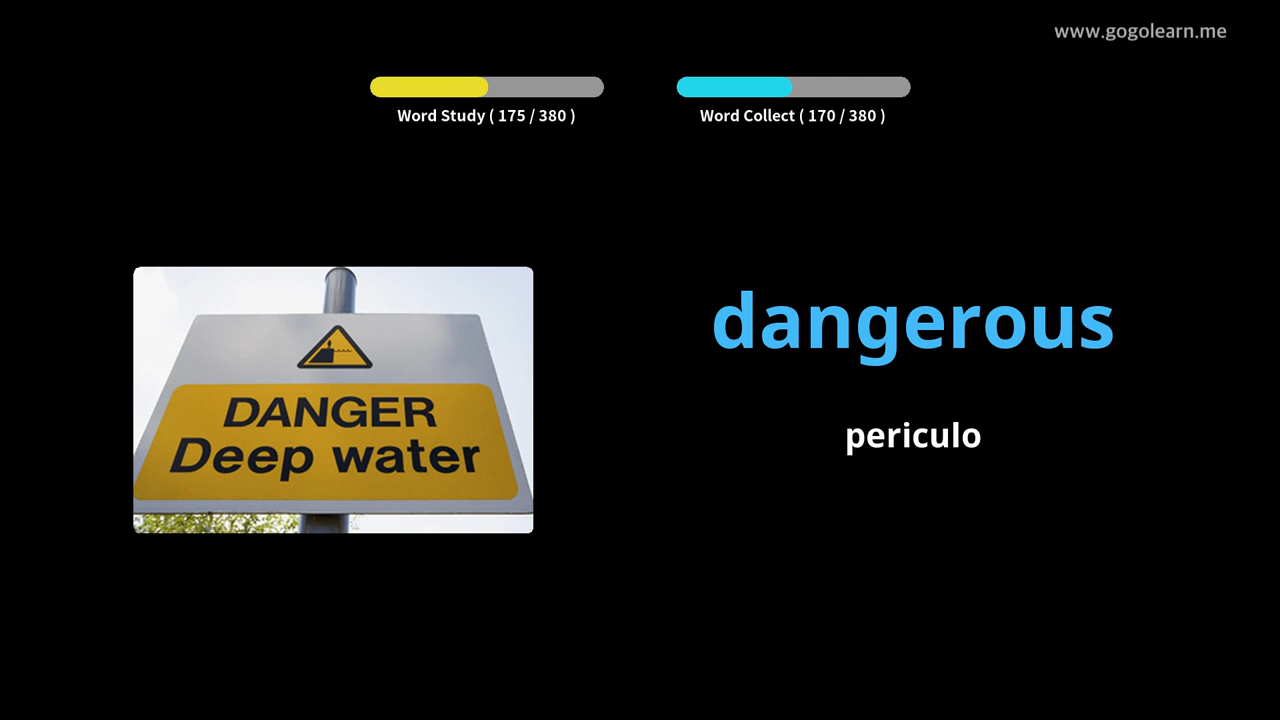 www.gogolearn.me
Word Study ( 175 / 380 )
Word Collect ( 170 / 380 )
DANGER
Deep water
dangerous
periculo